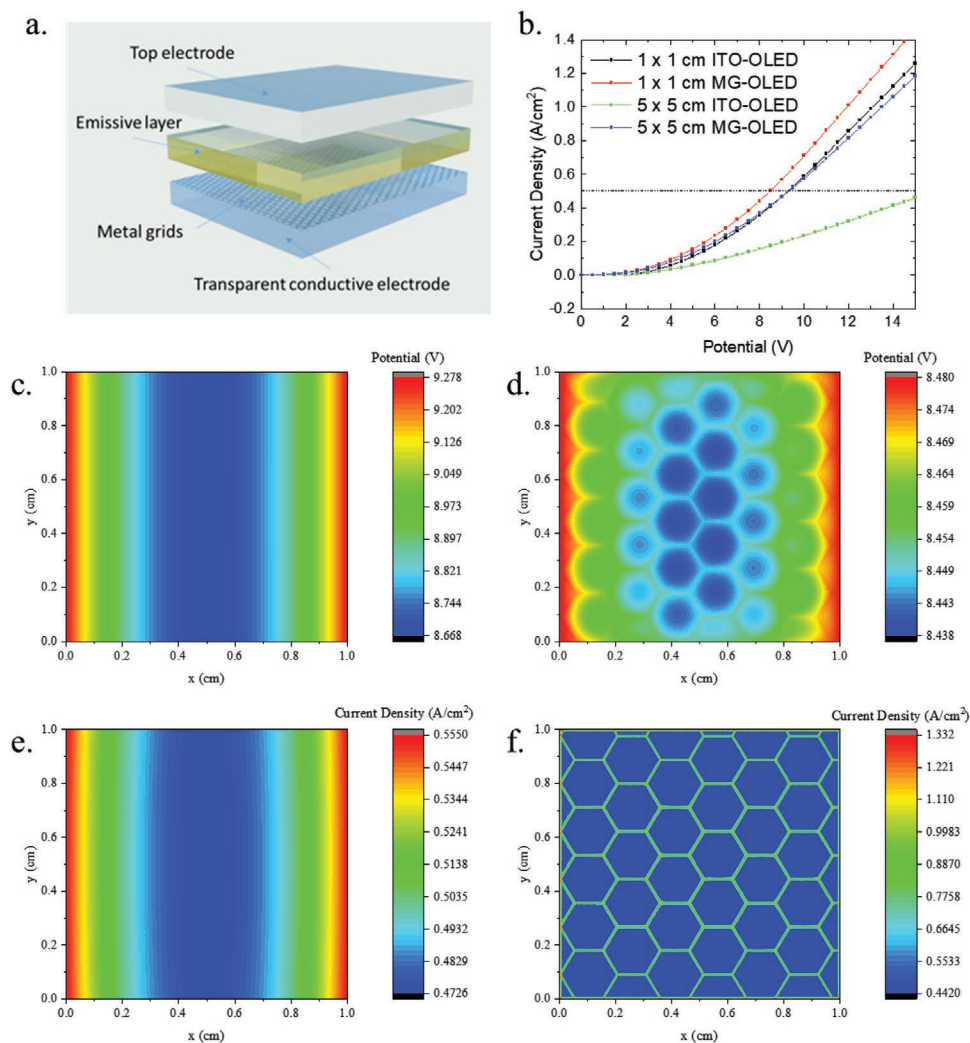 a.
Top electrode
Emissive layer
Metal grids
Transparent conductive electrode
b.
1.4
1.2
1.0
0.8
0.6
0.4
0.2
0.0
-0.2
Current Density (A/cm²)
1 x 1 cm ITO-OLED
1 x 1 cm MG-OLED
5 x 5 cm ITO-OLED
5 x 5 cm MG-OLED
0 2 4 6 8 10 12 14
Potential (V)
c.
Potential (V)
9.278
9.202
9.126
9.049
8.973
8.897
8.821
8.744
8.668
1.0
0.8
0.6
0.4
0.2
0.0
y (cm)
0.0 0.2 0.4 0.6 0.8 1.0
x (cm)
d.
Potential (V)
8.480
8.474
8.469
8.464
8.454
8.449
8.443
8.438
1.0
0.8
0.6
0.4
0.2
0.0
y (cm)
0.0 0.2 0.4 0.6 0.8 1.0
x (cm)
e.
Current Density (A/cm²)
0.5550
0.5447
0.5344
0.5241
0.5138
0.5035
0.4932
0.4829
0.4726
1.0
0.8
0.6
0.4
0.2
0.0
y (cm)
0.0 0.2 0.4 0.6 0.8 1.0
x (cm)
f.
Current Density (A/cm²)
1.332
1.221
1.110
0.9983
0.8870
0.7758
0.6645
0.5533
0.4420
1.0
0.8
0.6
0.4
0.2
0.0
y (cm)
0.0 0.2 0.4 0.6 0.8 1.0
x (cm)